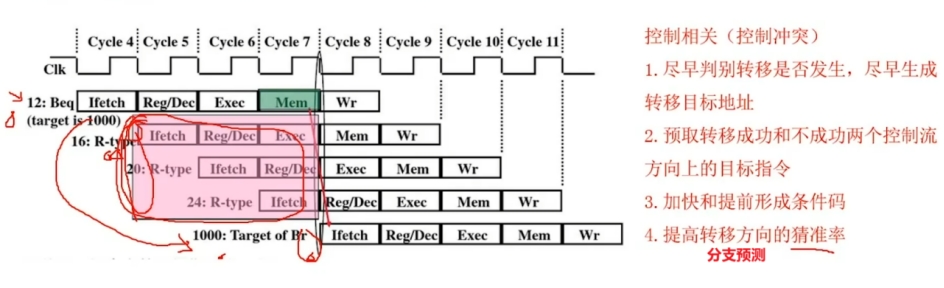 Cycle 4 Cycle 5 Cycle 6 Cycle 7 Cycle 8 Cycle 9 Cycle 10 Cycle 11
Clk
12: Beq Ifetch Reg/Dec Exec Mem Wr
(target is 1000)
16: R-type Ifetch Reg/Dec Exec Mem Wr
20: R-type Ifetch Reg/Dec Exec Mem Wr
24: R-type Ifetch Reg/Dec Exec Mem Wr
1000: Target of Br Ifetch Reg/Dec Exec Mem Wr
控制相关（控制冲突）
1.尽早判别转移是否发生，尽早生成
转移目标地址
2.预取转移成功和不成功两个控制流
方向上的目标指令
3.加快和提前形成条件码
4.提高转移方向的猜准率
分支预测